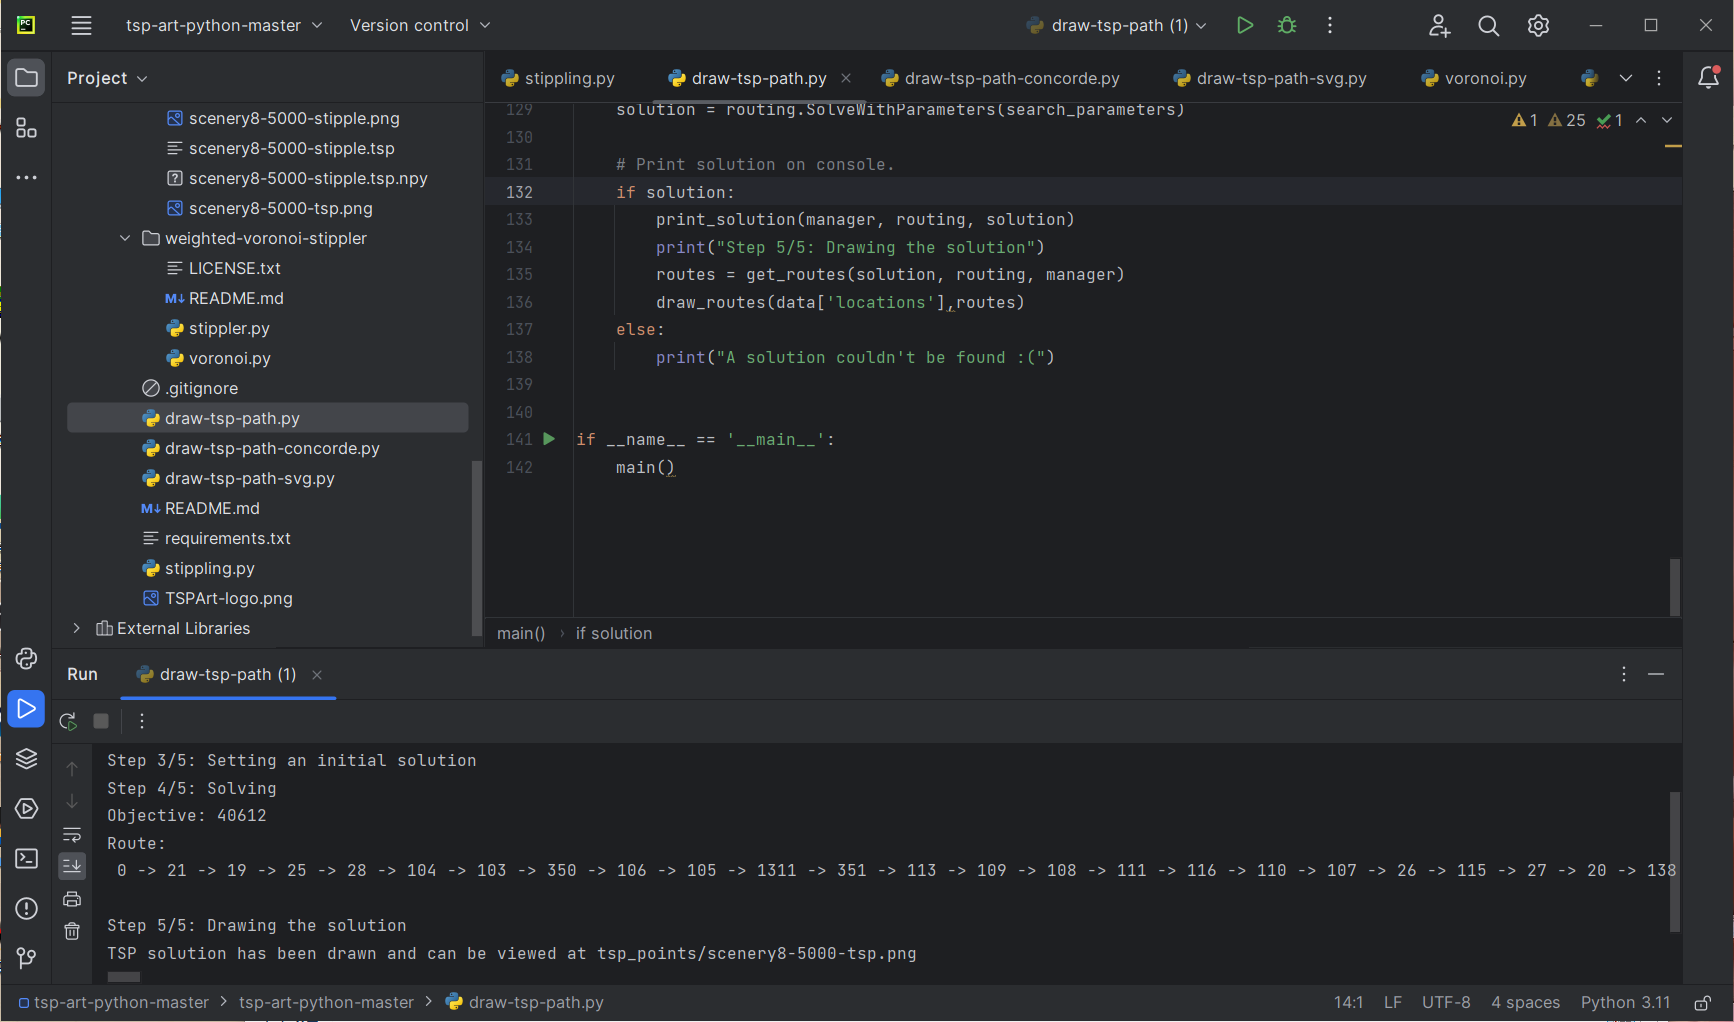 PC
tsp-art-python-master
Version control
draw-tsp-path (1)
Project
stippling.py
draw-tsp-path.py
draw-tsp-path-concorde.py
draw-tsp-path-svg.py
voronoi.py
scenery8-5000-stipple.png
scenery8-5000-stipple.tsp
scenery8-5000-stipple.tsp.npy
scenery8-5000-tsp.png
weighted-voronoi-stippler
LICENSE.txt
M↓ README.md
stippler.py
voronoi.py
.gitignore
draw-tsp-path.py
draw-tsp-path-concorde.py
draw-tsp-path-svg.py
M↓ README.md
requirements.txt
stippling.py
TSPArt-logo.png
External Libraries
1 25 1
129 solution = routing.SolveWithParameters(search_parameters)
130
131 # Print solution on console.
132 if solution:
133 print_solution(manager, routing, solution)
134 print("Step 5/5: Drawing the solution")
135 routes = get_routes(solution, routing, manager)
136 draw_routes(data['locations'],routes)
137 else:
138 print("A solution couldn't be found :(")
139
140
141 if __name__ == '__main__':
142 main()
main() › if solution
Run
draw-tsp-path (1)
Step 3/5: Setting an initial solution
Step 4/5: Solving
Objective: 40612
Route:
0 -> 21 -> 19 -> 25 -> 28 -> 104 -> 103 -> 350 -> 106 -> 105 -> 1311 -> 351 -> 113 -> 109 -> 108 -> 111 -> 116 -> 110 -> 107 -> 26 -> 115 -> 27 -> 20 -> 138
Step 5/5: Drawing the solution
TSP solution has been drawn and can be viewed at tsp_points/scenery8-5000-tsp.png
tsp-art-python-master > tsp-art-python-master > draw-tsp-path.py
14:1 LF UTF-8 4 spaces Python 3.11